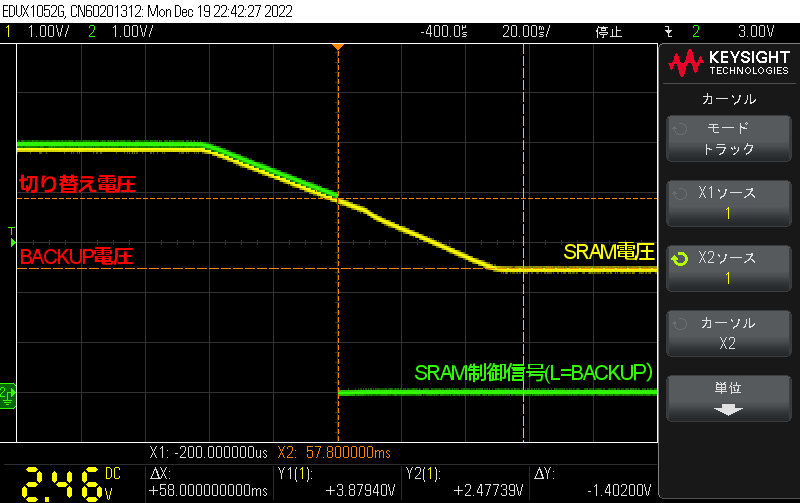 EDUX1052G, CN60201312: Mon Dec 19 22:42:27 2022
1 1.00V/ 2 1.00V/ -400.0µs 20.00ms/ 停止 2 3.00V
KEYSIGHT
TECHNOLOGIES
カーソル
モード
トラック
X1ソース
1
X2ソース
1
カーソル
X2
単位
切り替え電圧
BACKUP電圧
SRAM電圧
SRAM制御信号(L=BACKUP)
T
2
X1: -200.000000us X2: 57.800000ms
2.46 DC V
ΔX: Y1(1): Y2(1): ΔY:
+58.000000000ms +3.87940V +2.47739V -1.40200V